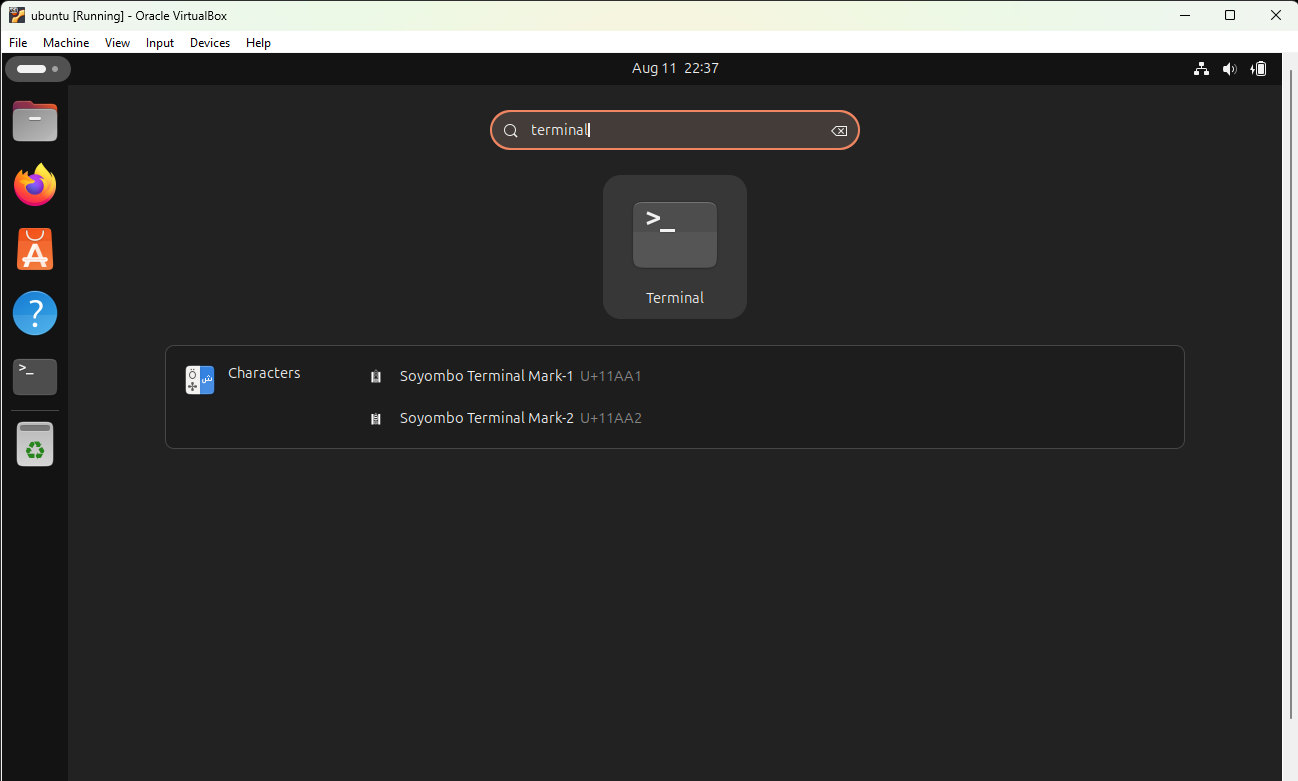 ubuntu [Running] - Oracle VirtualBox
File Machine View Input Devices Help
Aug 11 22:37
terminal
>_
Terminal
Characters
Soyombo Terminal Mark-1 U+11AA1
Soyombo Terminal Mark-2 U+11AA2
A
?
>_